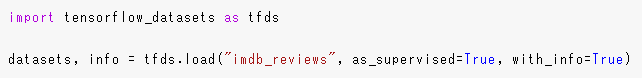 import tensorflow_datasets as tfds
datasets, info = tfds.load("imdb_reviews", as_supervised=True, with_info=True)